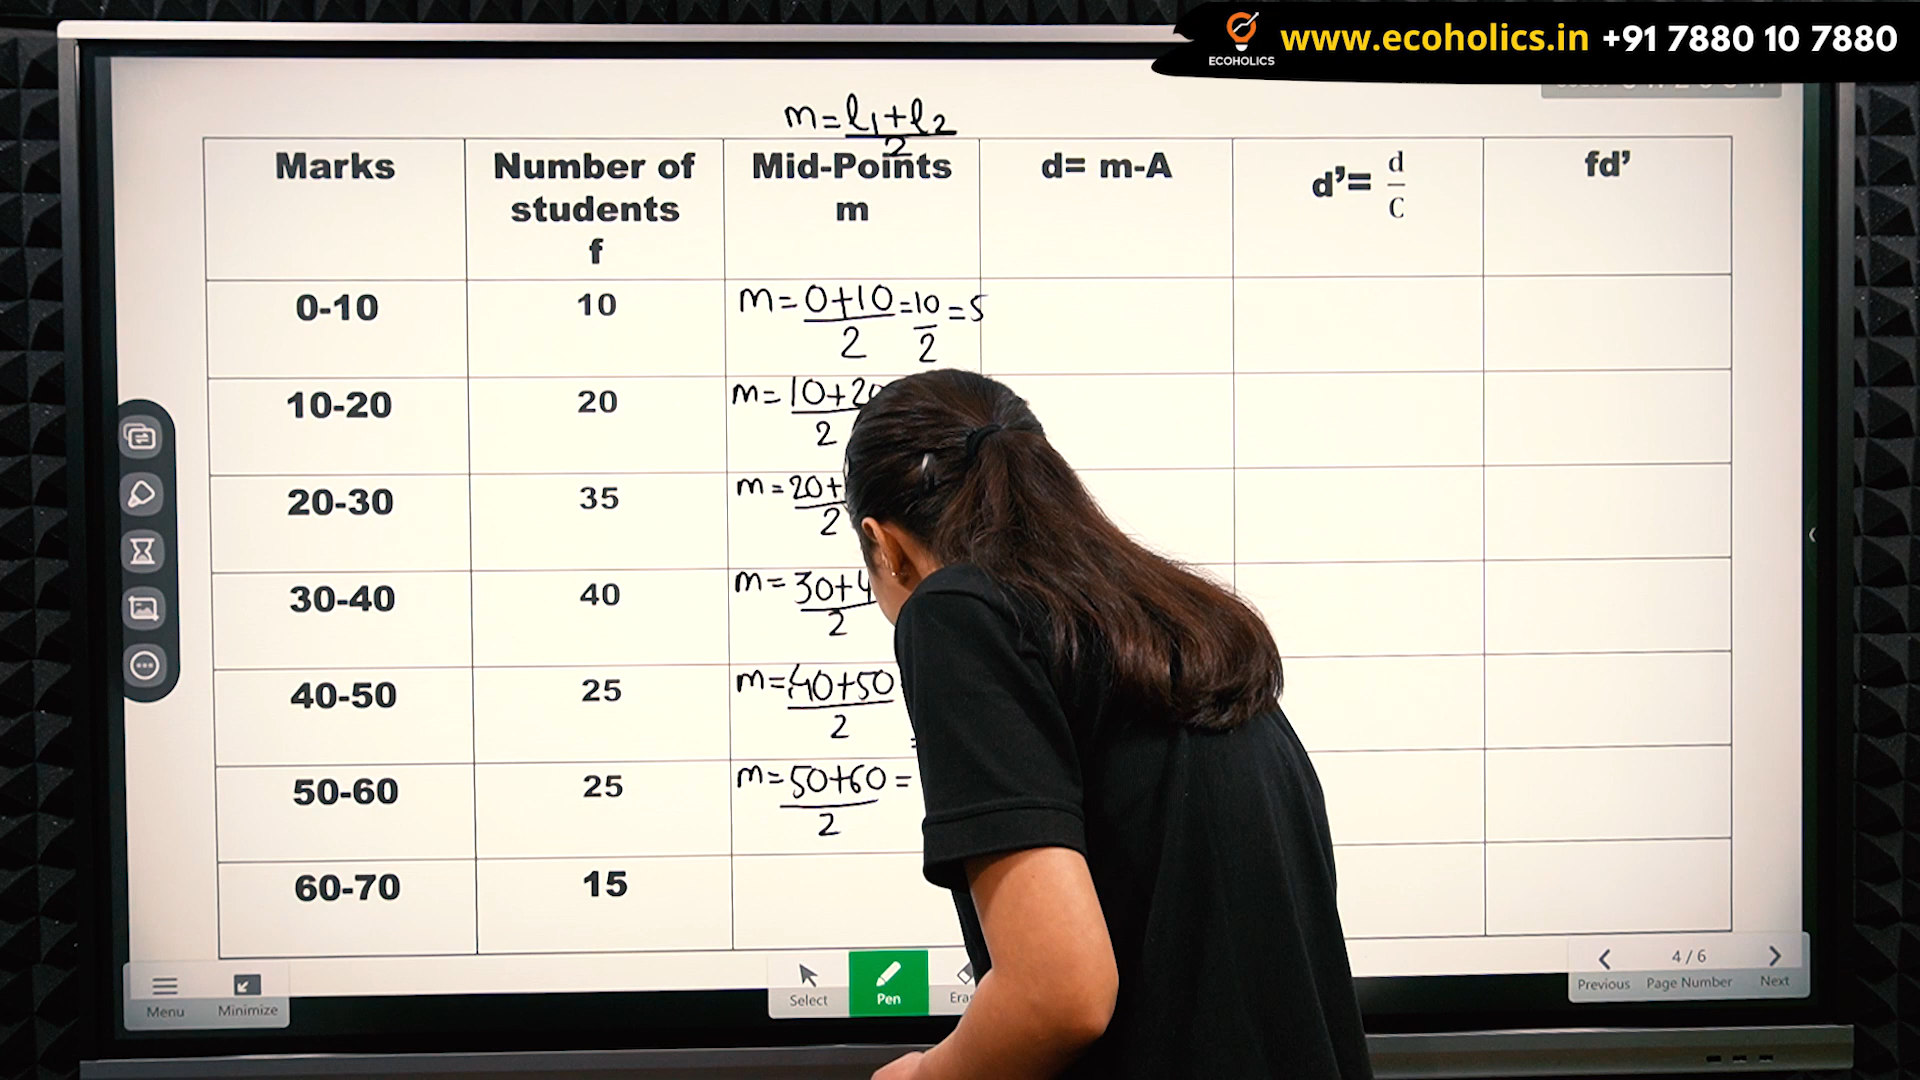 ECOHOLICS
www.ecoholics.in +91 7880 10 7880
m=l1+l2
2
Marks
Number of
students
f
Mid-Points
m
d= m-A
d'= d
C
fd'
0-10
10
m=0+10=10=5
2 2
10-20
20
m=10+20
2
20-30
35
m=20+
2
30-40
40
m=30+4
2
40-50
25
m=40+50
2
50-60
25
m=50+60=
2
60-70
15
Menu
Minimize
Select
Pen
Previous
4/6
Page Number
Next